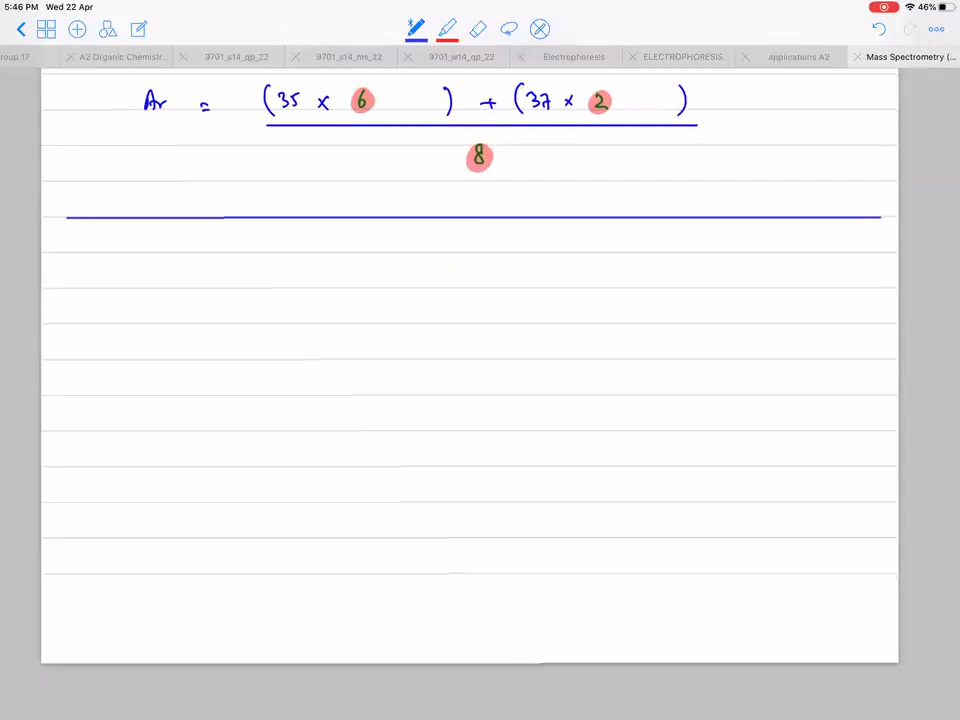 5:46 PM Wed 22 Apr 46%
roup 17 A2 Organic Chemistr.. 9701_s14_qp_22 9701_s14_ms_22 9701_w14_qp_22 Electrophoresis ELECTROPHORESIS... applications A2 Mass Spectrometry (...
Ar = (35 × 6 ) + (37 × 2 )
8